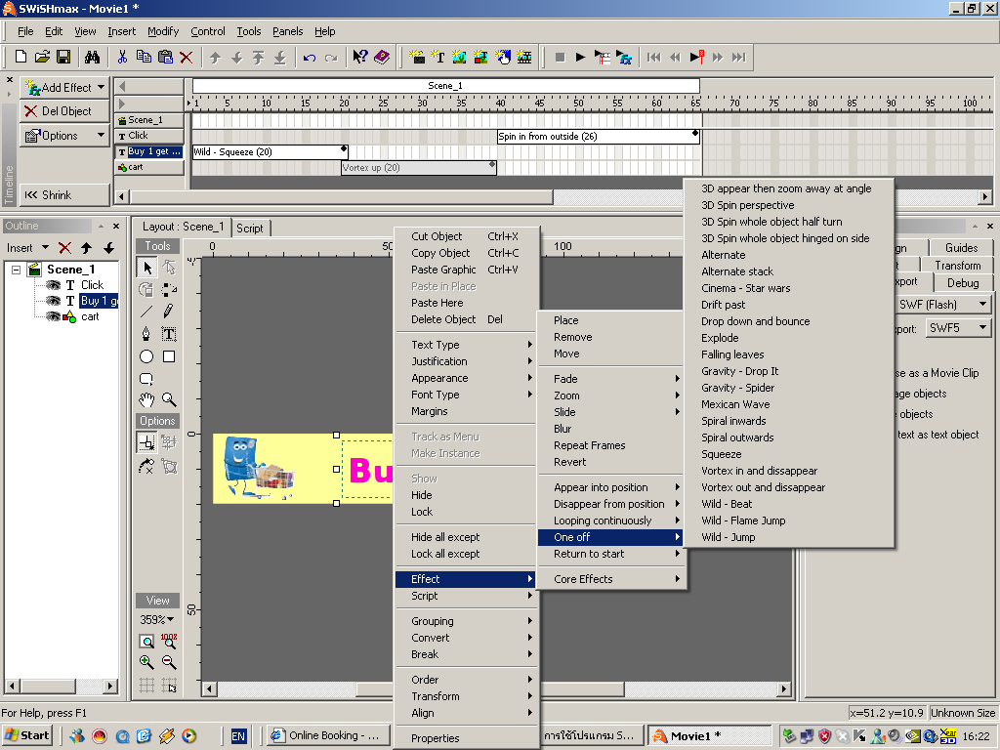 SWiSHmax - Movie1 *
File Edit View Insert Modify Control Tools Panels Help
Add Effect
Del Object
Options
Shrink
Timeline
Scene_1
1 5 10 15 20 25 30 35 40 45 50 55 60 65 70 75 80 85 90 95 100
Scene_1
Click
Spin in from outside (26)
Buy 1 get ...
Wild - Squeeze (20)
cart
Vortex up (20)
Outline
Insert
Scene_1
Click
Buy 1 g
cart
Layout : Scene_1
Script
Tools
Options
View
359%
100%
0 50 100
0
50
Bu
Cut Object Ctrl+X
Copy Object Ctrl+C
Paste Graphic Ctrl+V
Paste in Place
Paste Here
Delete Object Del
Text Type
Justification
Appearance
Font Type
Margins
Track as Menu
Make Instance
Show
Hide
Lock
Hide all except
Lock all except
Effect
Script
Grouping
Convert
Break
Order
Transform
Align
Properties
Place
Remove
Move
Fade
Zoom
Slide
Blur
Repeat Frames
Revert
Appear into position
Disappear from position
Looping continuously
One off
Return to start
Core Effects
3D appear then zoom away at angle
3D Spin perspective
3D Spin whole object half turn
3D Spin whole object hinged on side
Alternate
Alternate stack
Cinema - Star wars
Drift past
Drop down and bounce
Explode
Falling leaves
Gravity - Drop It
Gravity - Spider
Mexican Wave
Spiral inwards
Spiral outwards
Squeeze
Vortex in and dissappear
Vortex out and dissappear
Wild - Beat
Wild - Flame Jump
Wild - Jump
gn Guides
t Transform
port Debug
SWF (Flash)
port: SWF5
se as a Movie Clip
age objects
objects
text as text object
For Help, press F1
x=51.2 y=10.9 Unknown Size
Start
EN
Online Booking - ...
การใช้โปรแกรม S...
Movie1 *
16:22